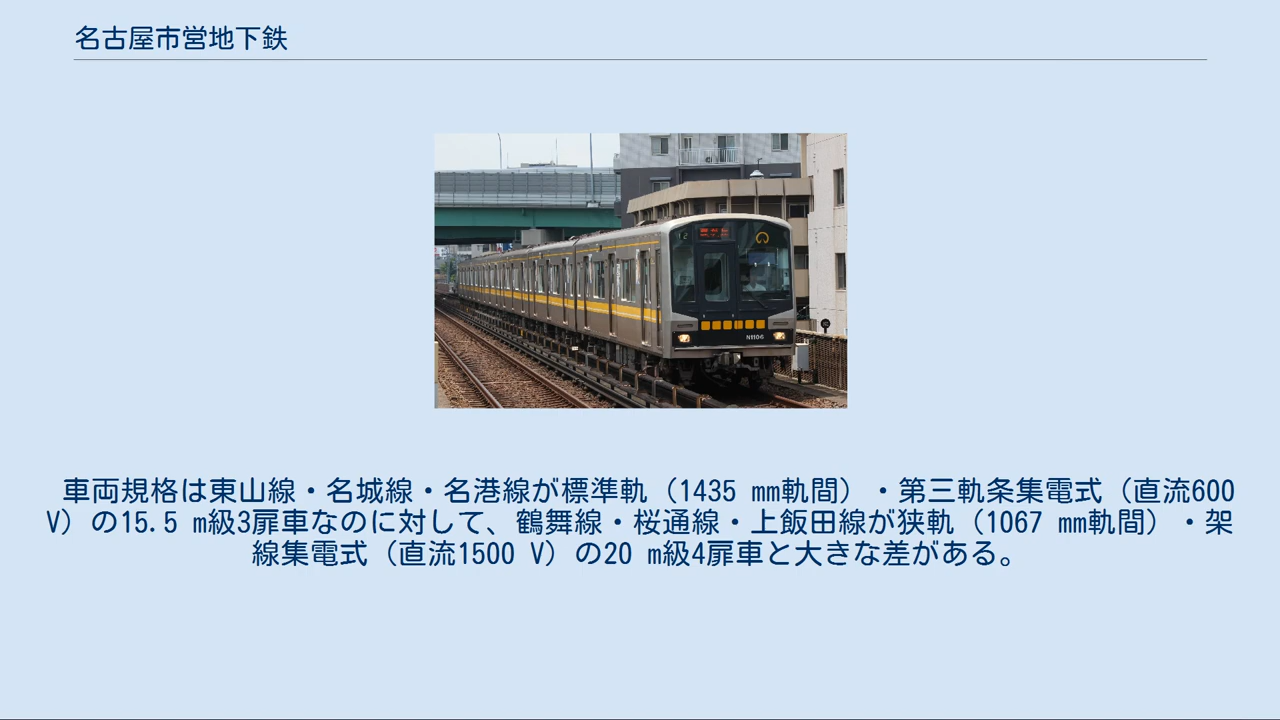 名古屋市営地下鉄
N1106
車両規格は東山線・名城線・名港線が標準軌（1435 mm軌間）・第三軌条集電式（直流600
V）の15.5 m級3扉車なのに対して、鶴舞線・桜通線・上飯田線が狭軌（1067 mm軌間）・架
線集電式（直流1500 V）の20 m級4扉車と大きな差がある。